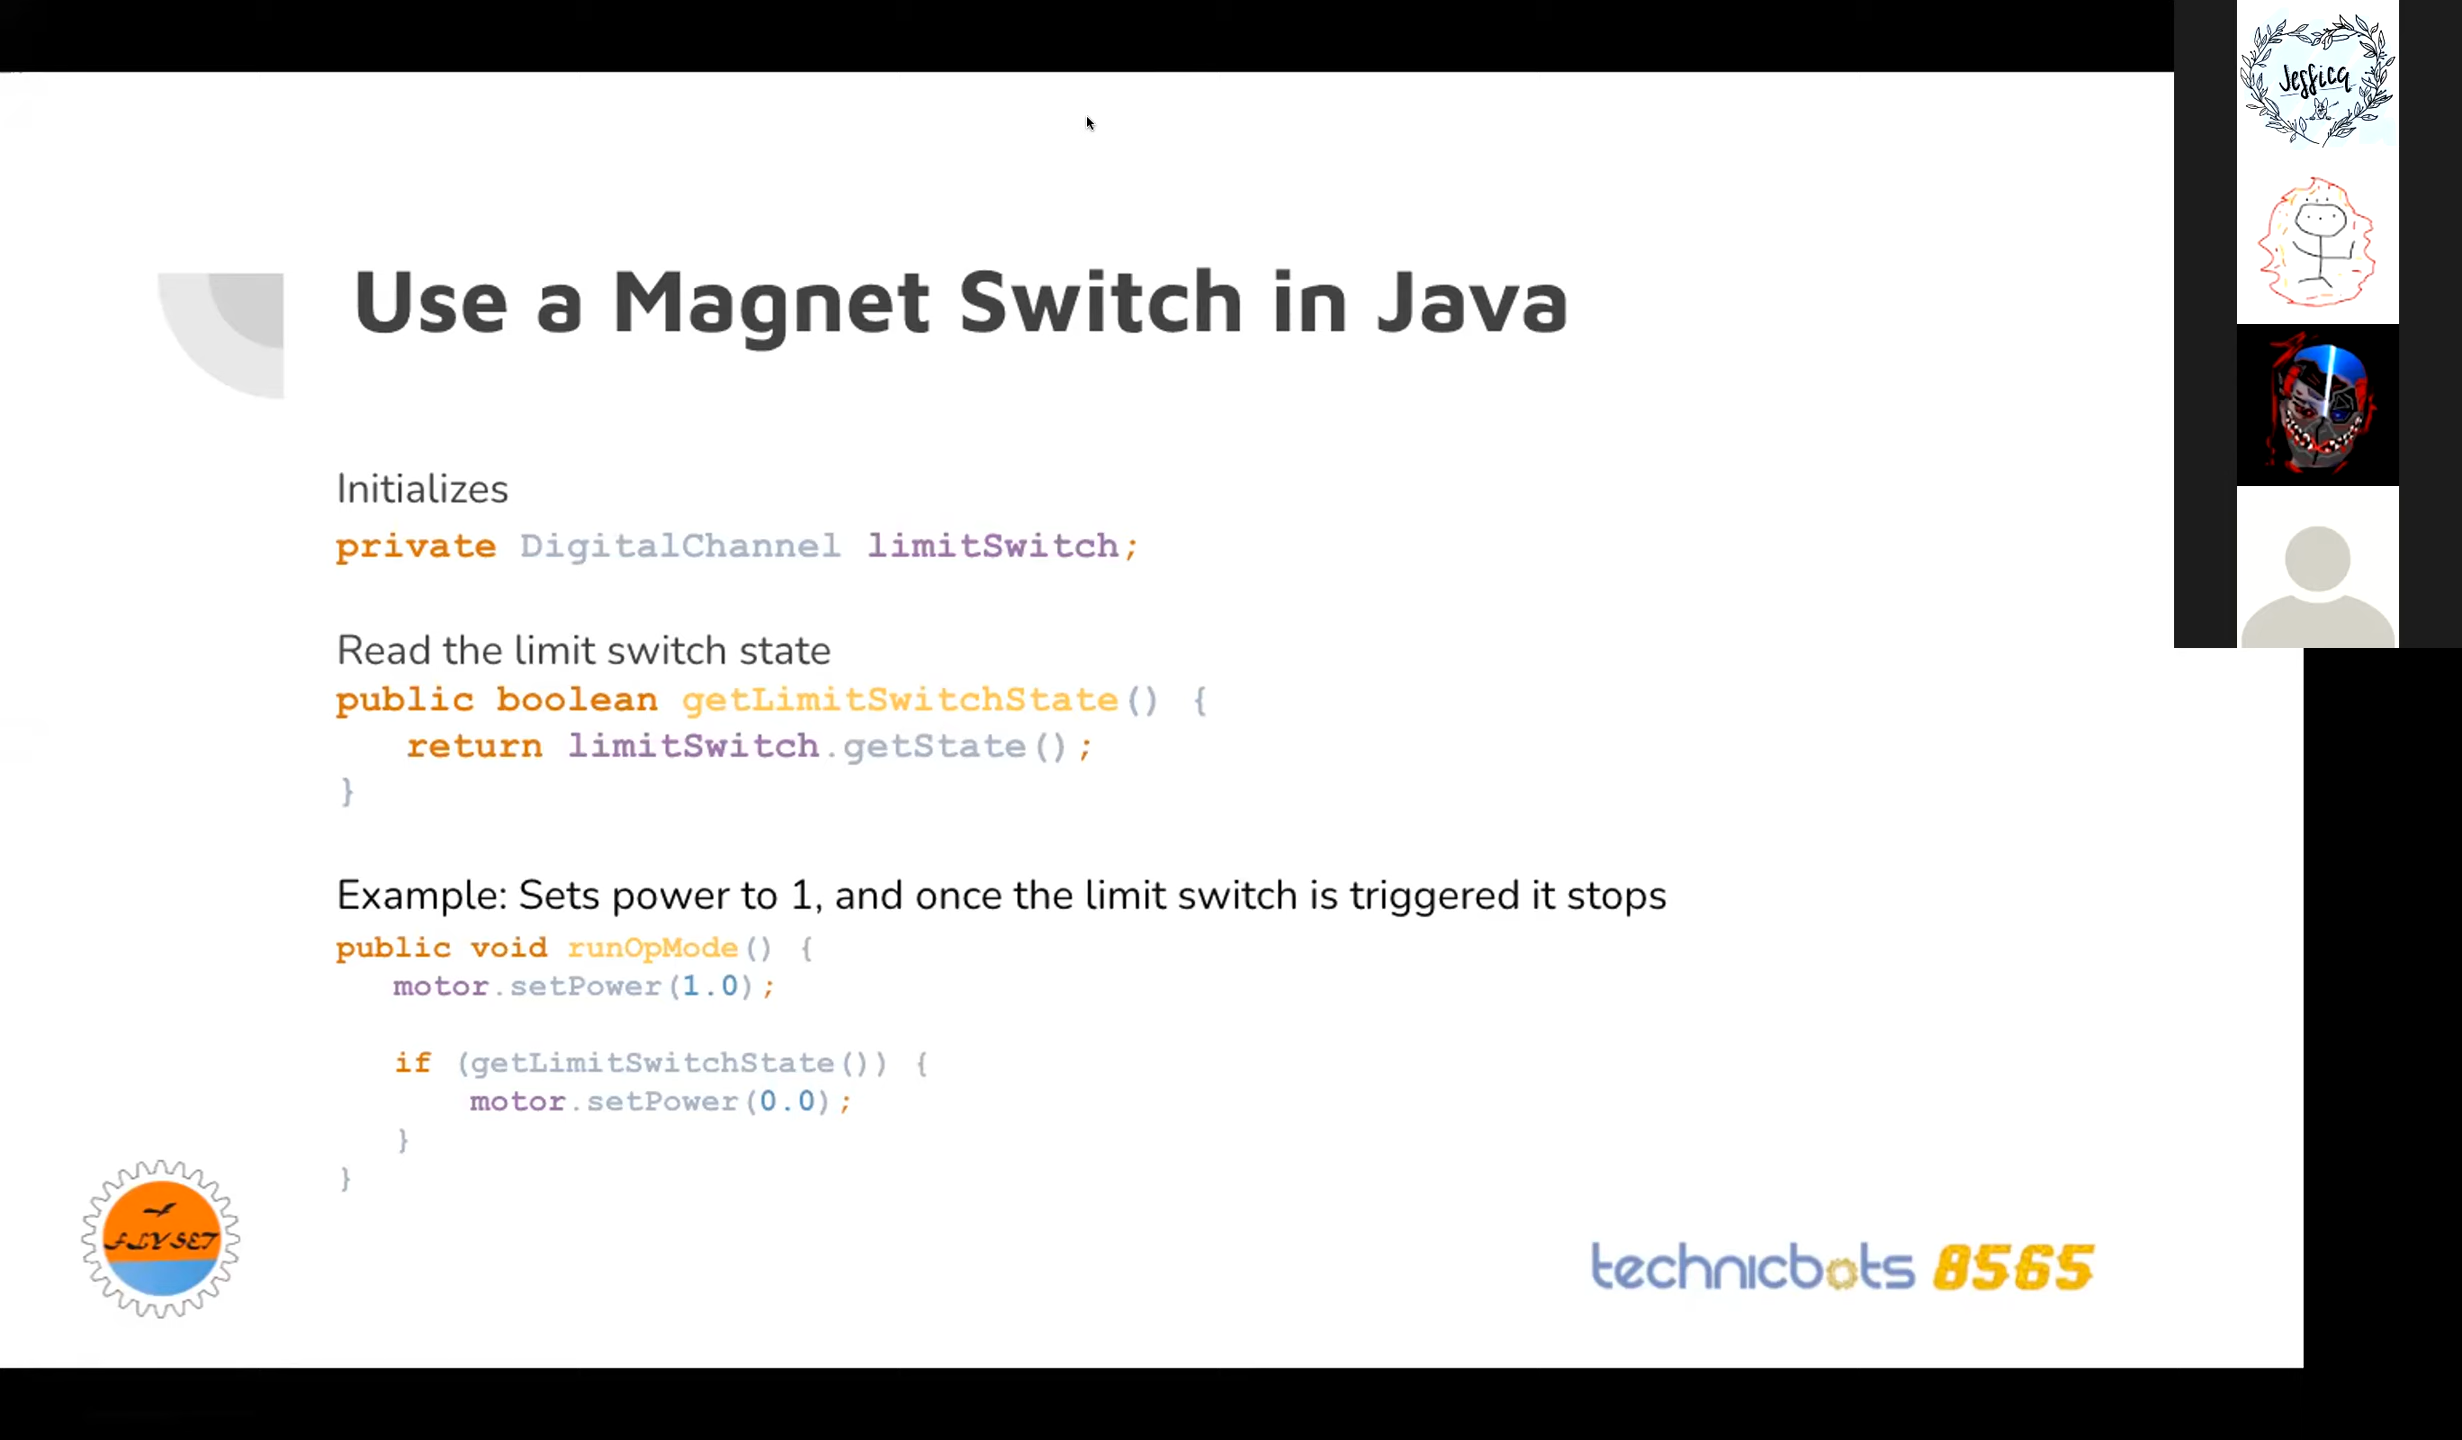 Jessica
Use a Magnet Switch in Java
Initializes
private DigitalChannel limitSwitch;
Read the limit switch state
public boolean getLimitSwitchState() {
return limitSwitch.getState();
}
Example: Sets power to 1, and once the limit switch is triggered it stops
public void runOpMode() {
motor.setPower(1.0);
if (getLimitSwitchState()) {
motor.setPower(0.0);
}
}
FLY SET
technicbots 8565